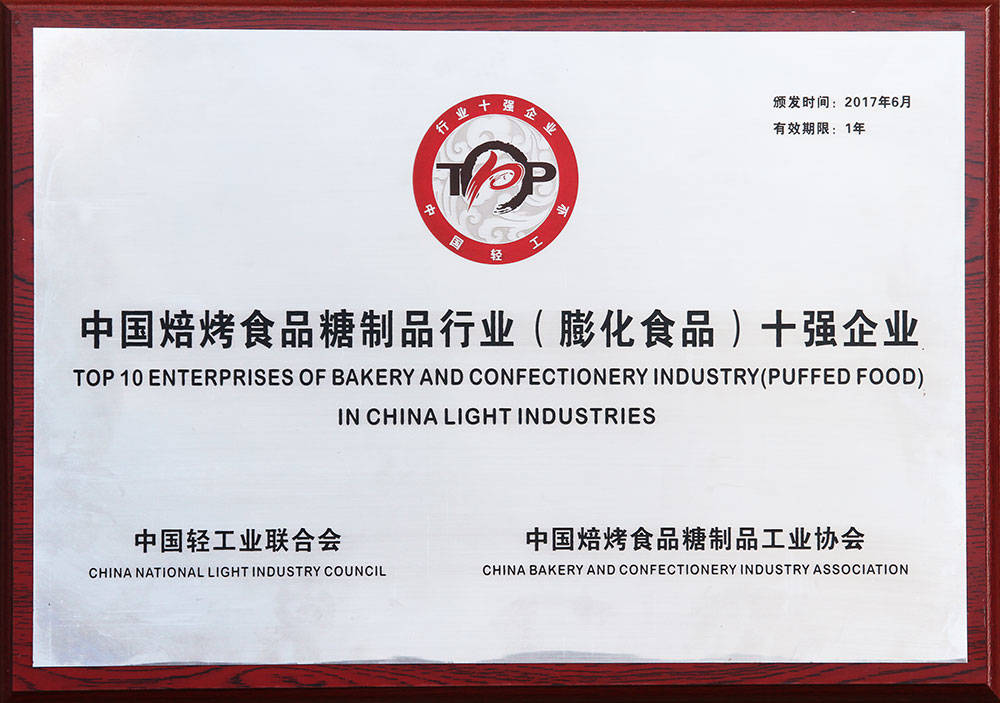 颁发时间：2017年6月
有效期限：1年
行业十强企业
TOP
中国轻工业
中国焙烤食品糖制品行业（膨化食品）十强企业
TOP 10 ENTERPRISES OF BAKERY AND CONFECTIONERY INDUSTRY(PUFFED FOOD)
IN CHINA LIGHT INDUSTRIES
中国轻工业联合会
CHINA NATIONAL LIGHT INDUSTRY COUNCIL
中国焙烤食品糖制品工业协会
CHINA BAKERY AND CONFECTIONERY INDUSTRY ASSOCIATION